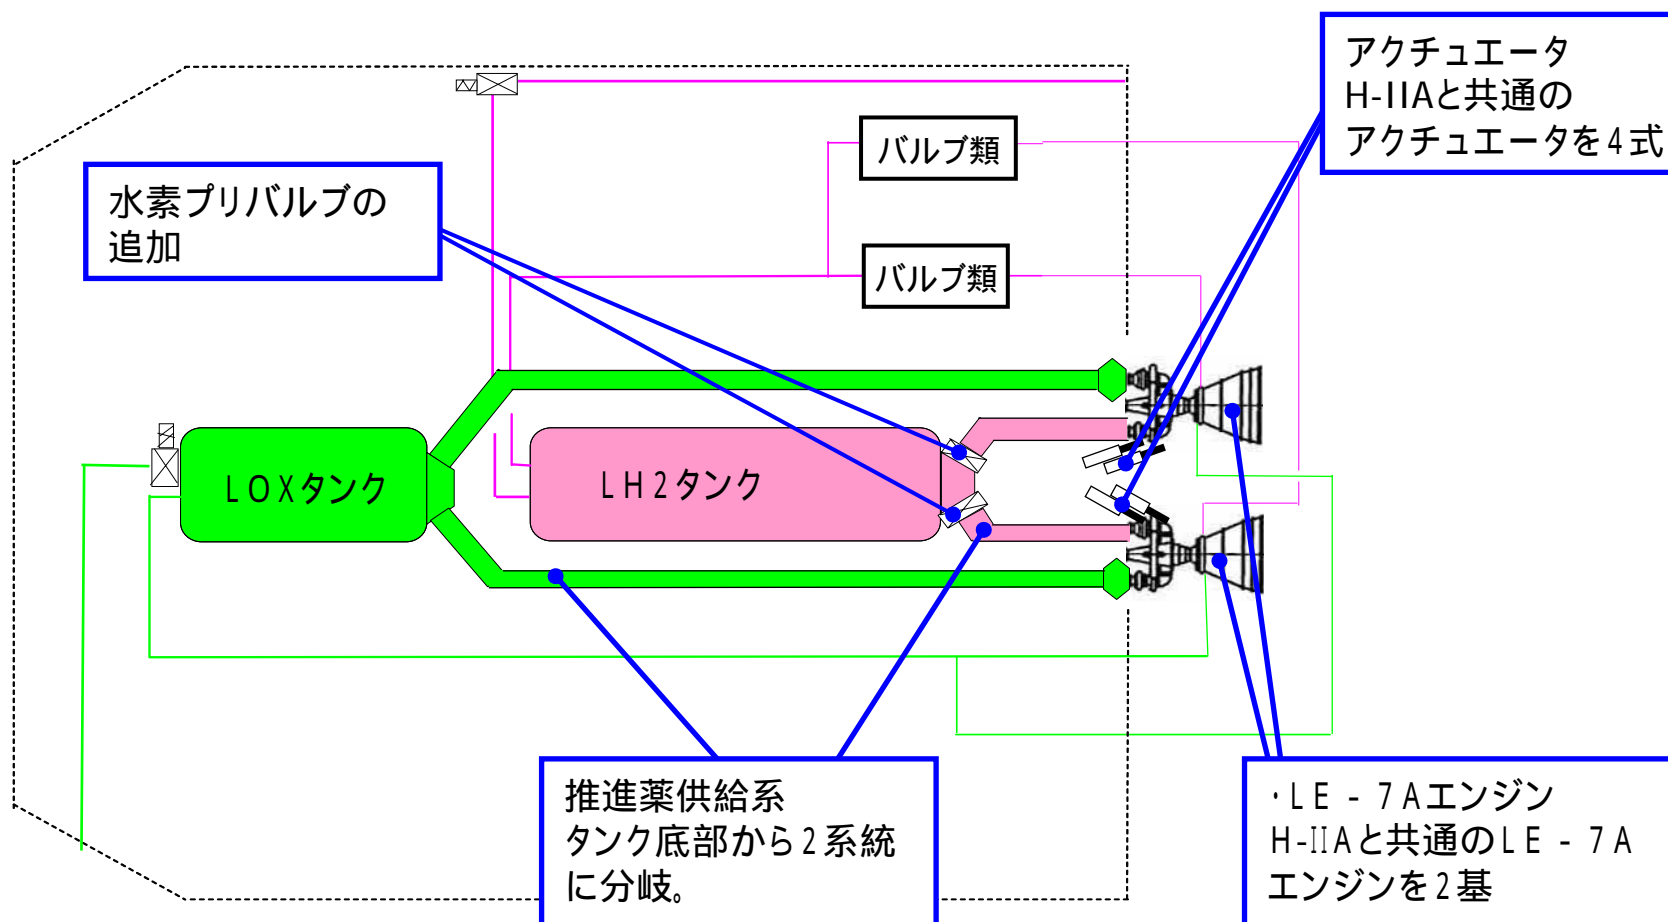 アクチュエータ
H-IIAと共通の
アクチュエータを4式
バルブ類
水素プリバルブの
追加
バルブ類
LOXタンク
LH2タンク
推進薬供給系
タンク底部から2系統
に分岐。
・LE-7Aエンジン
H-IIAと共通のLE-7A
エンジンを2基